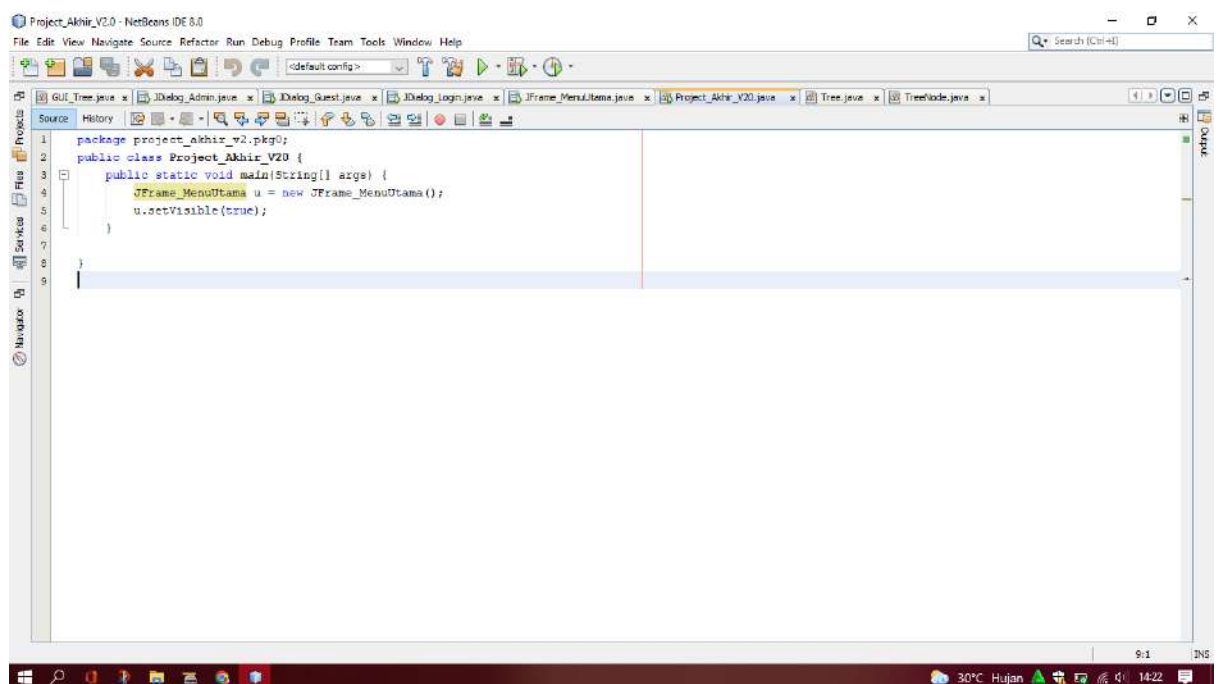 Project_Akhir_V2.0 - NetBeans IDE 8.0
File Edit View Navigate Source Refactor Run Debug Profile Team Tools Window Help
Search (Ctrl+I)
<default config>
GUI_Tree.java x JDialog_Admin.java x JDialog_Guest.java x JDialog_Login.java x JFrame_MenuUtama.java x Project_Akhir_V20.java x Tree.java x TreeNode.java x
Source History
Projects
Files
Services
Navigator
Output
1 package project_akhir_v2.pkg0;
2 public class Project_Akhir_V20 {
3 public static void main(String[] args) {
4 JFrame_MenuUtama u = new JFrame_MenuUtama();
5 u.setVisible(true);
6 }
7
8 }
9
9:1 INS
30°C Hujan 14:22